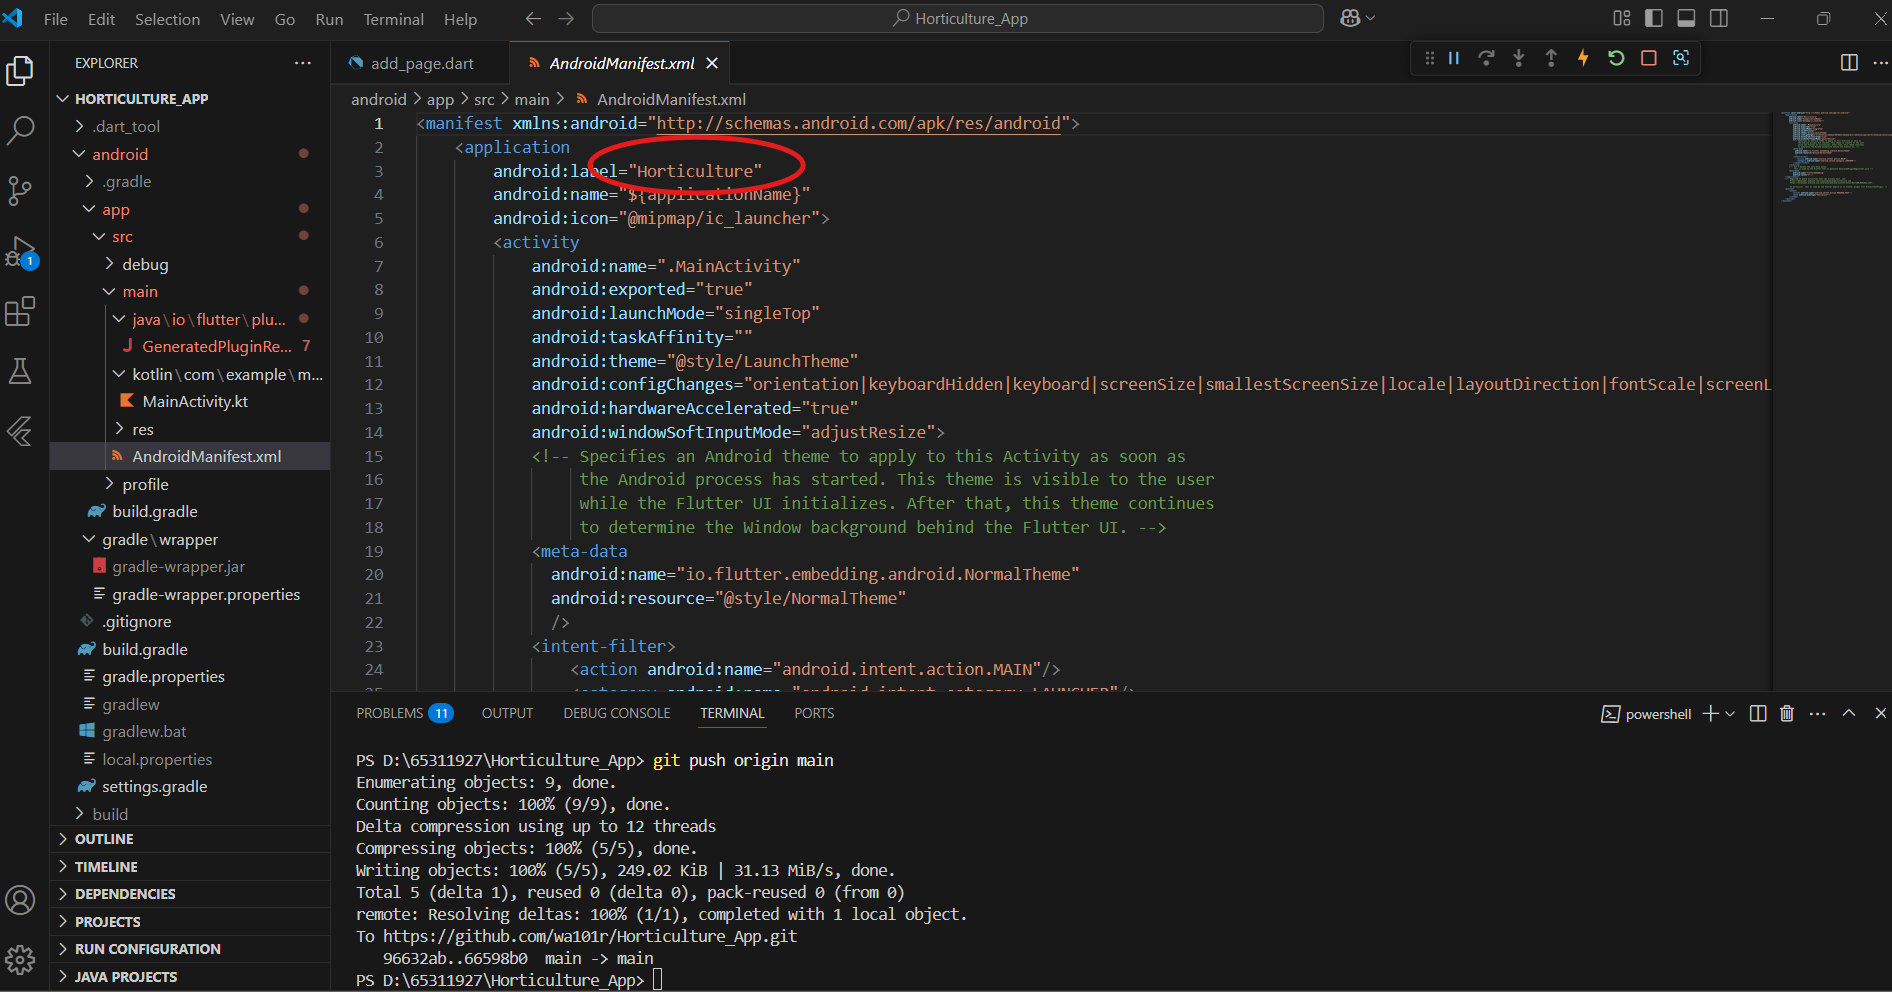 File Edit Selection View Go Run Terminal Help
Horticulture_App
EXPLORER
HORTICULTURE_APP
.dart_tool
android
.gradle
app
src
debug
main
java\io\flutter\plu...
GeneratedPluginRe... 7
kotlin\com\example\m...
MainActivity.kt
res
AndroidManifest.xml
profile
build.gradle
gradle\wrapper
gradle-wrapper.jar
gradle-wrapper.properties
.gitignore
build.gradle
gradle.properties
gradlew
gradlew.bat
local.properties
settings.gradle
build
OUTLINE
TIMELINE
DEPENDENCIES
PROJECTS
RUN CONFIGURATION
JAVA PROJECTS
1
add_page.dart
AndroidManifest.xml
android > app > src > main > AndroidManifest.xml
1 <manifest xmlns:android="http://schemas.android.com/apk/res/android">
2 <application
3 android:label="Horticulture"
4 android:name="${applicationName}"
5 android:icon="@mipmap/ic_launcher">
6 <activity
7 android:name=".MainActivity"
8 android:exported="true"
9 android:launchMode="singleTop"
10 android:taskAffinity=""
11 android:theme="@style/LaunchTheme"
12 android:configChanges="orientation|keyboardHidden|keyboard|screenSize|smallestScreenSize|locale|layoutDirection|fontScale|screenL
13 android:hardwareAccelerated="true"
14 android:windowSoftInputMode="adjustResize">
15 <!-- Specifies an Android theme to apply to this Activity as soon as
16 the Android process has started. This theme is visible to the user
17 while the Flutter UI initializes. After that, this theme continues
18 to determine the Window background behind the Flutter UI. -->
19 <meta-data
20 android:name="io.flutter.embedding.android.NormalTheme"
21 android:resource="@style/NormalTheme"
22 />
23 <intent-filter>
24 <action android:name="android.intent.action.MAIN"/>
25 <category android:name="android.intent.category.LAUNCHER"/>
PROBLEMS 11 OUTPUT DEBUG CONSOLE TERMINAL PORTS
powershell
PS D:\65311927\Horticulture_App> git push origin main
Enumerating objects: 9, done.
Counting objects: 100% (9/9), done.
Delta compression using up to 12 threads
Compressing objects: 100% (5/5), done.
Writing objects: 100% (5/5), 249.02 KiB | 31.13 MiB/s, done.
Total 5 (delta 1), reused 0 (delta 0), pack-reused 0 (from 0)
remote: Resolving deltas: 100% (1/1), completed with 1 local object.
To https://github.com/wa101r/Horticulture_App.git
96632ab..66598b0 main -> main
PS D:\65311927\Horticulture_App>